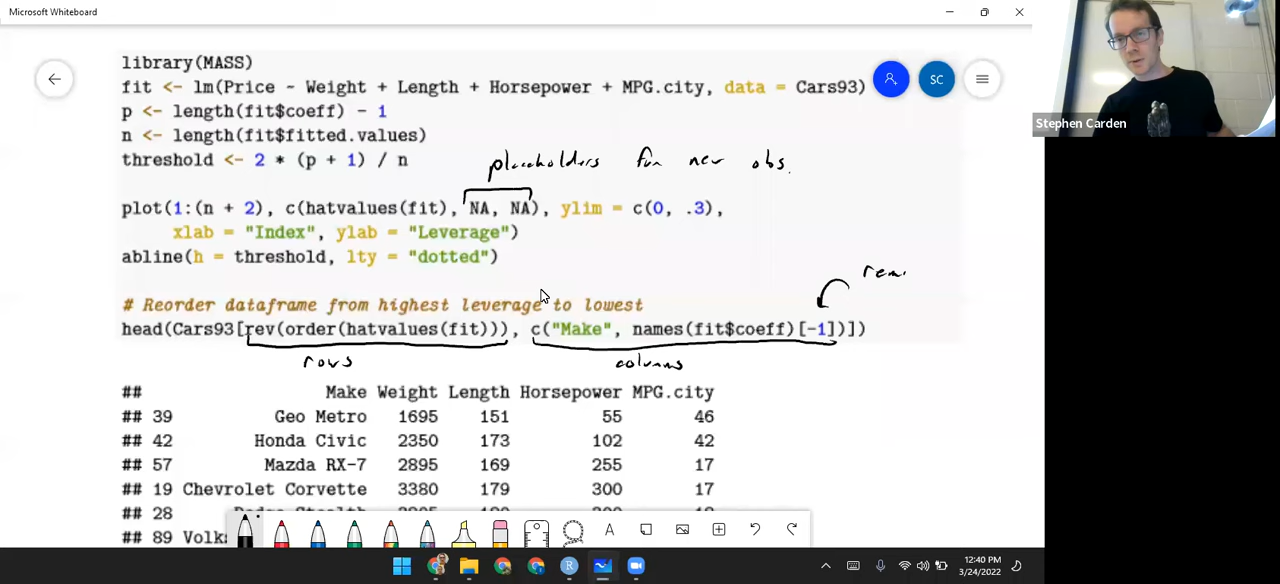 Microsoft Whiteboard
library(MASS)
fit <- lm(Price ~ Weight + Length + Horsepower + MPG.city, data = Cars93)
p <- length(fit$coeff) - 1
n <- length(fit$fitted.values)
threshold <- 2 * (p + 1) / n
placeholders for new obs.
plot(1:(n + 2), c(hatvalues(fit), NA, NA), ylim = c(0, .3),
xlab = "Index", ylab = "Leverage")
abline(h = threshold, lty = "dotted")
rem
# Reorder dataframe from highest leverage to lowest
head(Cars93[rev(order(hatvalues(fit))), c("Make", names(fit$coeff)[-1])])
rows columns
## Make Weight Length Horsepower MPG.city
## 39 Geo Metro 1695 151 55 46
## 42 Honda Civic 2350 173 102 42
## 57 Mazda RX-7 2895 169 255 17
## 19 Chevrolet Corvette 3380 179 300 17
## 28
## 89 Volks
SC
Stephen Carden
12:40 PM
3/24/2022